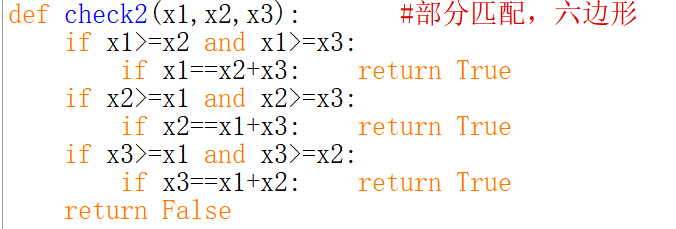 def check2(x1,x2,x3):       #部分匹配，六边形
    if x1>=x2 and x1>=x3:
        if x1==x2+x3:    return True
    if x2>=x1 and x2>=x3:
        if x2==x1+x3:    return True
    if x3>=x1 and x3>=x2:
        if x3==x1+x2:    return True
    return False